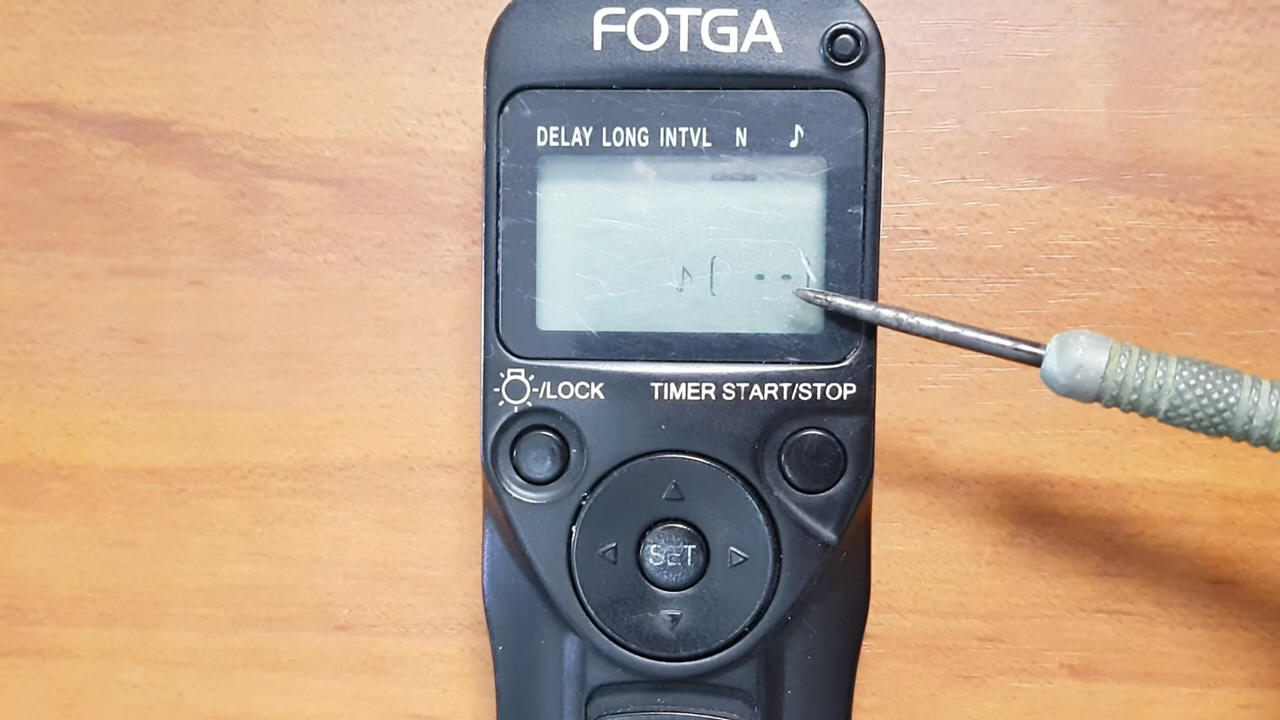 FOTGA
DELAY LONG INTVL N ♪
♪ ( -- )
/LOCK TIMER START/STOP
SET